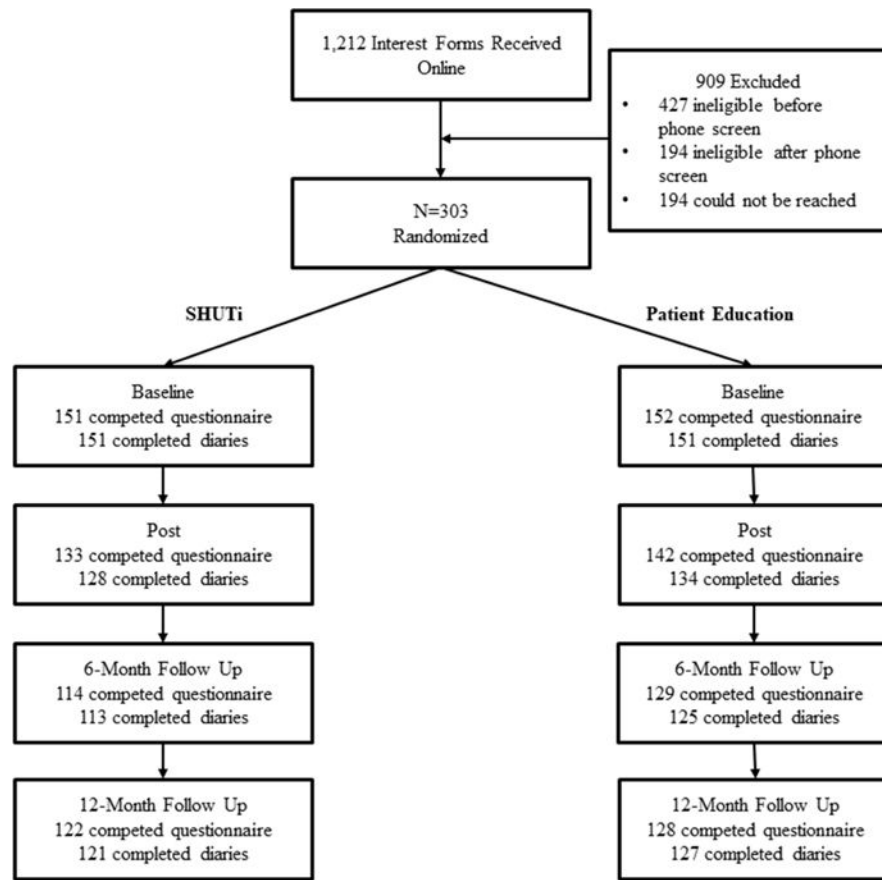 1,212 Interest Forms Received
Online
909 Excluded
• 427 ineligible before
phone screen
• 194 ineligible after phone
screen
• 194 could not be reached
N=303
Randomized
SHUTi
Patient Education
Baseline
151 competed questionnaire
151 completed diaries
Baseline
152 competed questionnaire
151 completed diaries
Post
133 competed questionnaire
128 completed diaries
Post
142 competed questionnaire
134 completed diaries
6-Month Follow Up
114 competed questionnaire
113 completed diaries
6-Month Follow Up
129 competed questionnaire
125 completed diaries
12-Month Follow Up
122 competed questionnaire
121 completed diaries
12-Month Follow Up
128 competed questionnaire
127 completed diaries